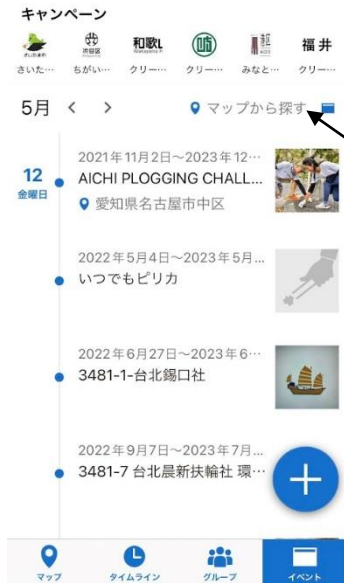 キャンペーン
渋谷区
和歌L
福井
さいた… ちがい… クリー… クリー… みなと… クリー…
5月 < > マップから探す
12
金曜日
2021年11月2日～2023年12…
AICHI PLOGGING CHALL...
愛知県名古屋市中区
2022年5月4日～2023年5月...
いつでもピリカ
2022年6月27日～2023年6…
3481-1-台北錫口社
2022年9月7日～2023年7月...
3481-7 台北晨新扶輪社 環…
+
マップ タイムライン グループ イベント